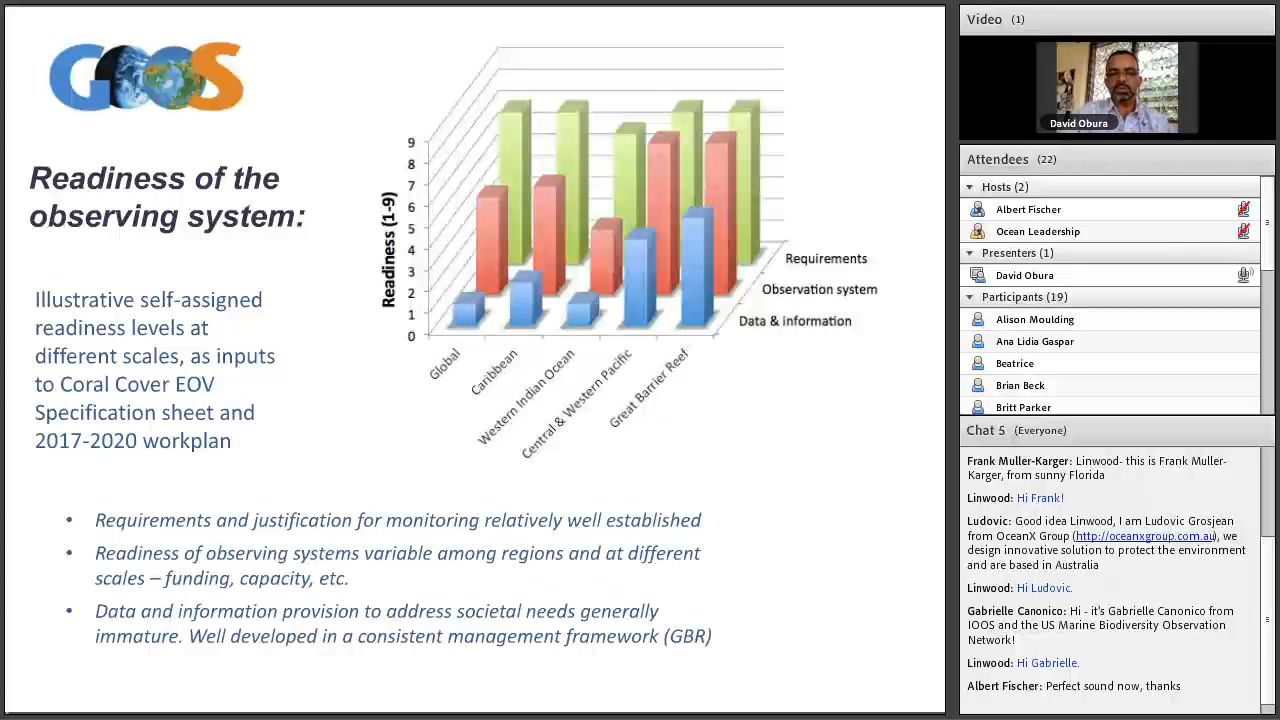 GOOS
Readiness of the
observing system:
Illustrative self-assigned
readiness levels at
different scales, as inputs
to Coral Cover EOV
Specification sheet and
2017-2020 workplan
Readiness (1-9)
9
8
7
6
5
4
3
2
1
0
Requirements
Observation system
Data & information
Global
Caribbean
Western Indian Ocean
Central & Western Pacific
Great Barrier Reef
• Requirements and justification for monitoring relatively well established
• Readiness of observing systems variable among regions and at different
scales – funding, capacity, etc.
• Data and information provision to address societal needs generally
immature. Well developed in a consistent management framework (GBR)
Video (1)
David Obura
Attendees (22)
Hosts (2)
Albert Fischer
Ocean Leadership
Presenters (1)
David Obura
Participants (19)
Alison Moulding
Ana Lidia Gaspar
Beatrice
Brian Beck
Britt Parker
Chat 5 (Everyone)
Frank Muller-Karger: Linwood- this is Frank Muller-
Karger, from sunny Florida
Linwood: Hi Frank!
Ludovic: Good idea Linwood, I am Ludovic Grosjean
from OceanX Group (http://oceanxgroup.com.au), we
design innovative solution to protect the environment
and are based in Australia
Linwood: Hi Ludovic.
Gabrielle Canonico: Hi - it's Gabrielle Canonico from
IOOS and the US Marine Biodiversity Observation
Network!
Linwood: Hi Gabrielle.
Albert Fischer: Perfect sound now, thanks